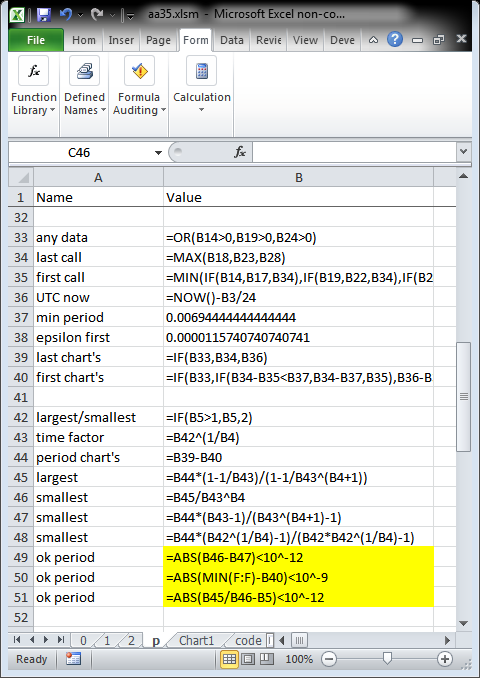 aa35.xlsm - Microsoft Excel non-co...
File Hom Inser Page Form Data Revie View Deve
Function Library
Defined Names
Formula Auditing
Calculation
C46 fx
A B
1 Name Value
32
33 any data =OR(B14>0,B19>0,B24>0)
34 last call =MAX(B18,B23,B28)
35 first call =MIN(IF(B14,B17,B34),IF(B19,B22,B34),IF(B2
36 UTC now =NOW()-B3/24
37 min period 0.00694444444444444
38 epsilon first 0.0000115740740740741
39 last chart's =IF(B33,B34,B36)
40 first chart's =IF(B33,IF(B34-B35<B37,B34-B37,B35),B36-B
41
42 largest/smallest =IF(B5>1,B5,2)
43 time factor =B42^(1/B4)
44 period chart's =B39-B40
45 largest =B44*(1-1/B43)/(1-1/B43^(B4+1))
46 smallest =B45/B43^B4
47 smallest =B44*(B43-1)/(B43^(B4+1)-1)
48 smallest =B44*(B42^(1/B4)-1)/(B42*B42^(1/B4)-1)
49 ok period =ABS(B46-B47)<10^-12
50 ok period =ABS(MIN(F:F)-B40)<10^-9
51 ok period =ABS(B45/B46-B5)<10^-12
52
0 1 2 p Chart1 code
Ready 100%